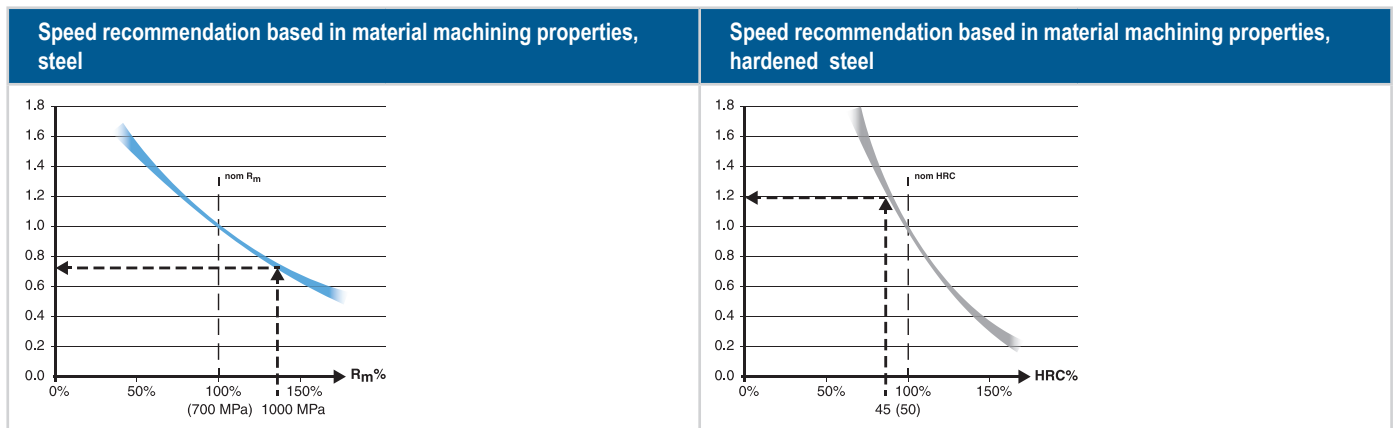 Speed recommendation based in material machining properties,
steel
Speed recommendation based in material machining properties,
hardened steel
1.8
1.6
1.4
1.2
1.0
0.8
0.6
0.4
0.2
0.0
nom Rm
0% 50% 100% 150% Rm%
(700 MPa) 1000 MPa
1.8
1.6
1.4
1.2
1.0
0.8
0.6
0.4
0.2
0.0
nom HRC
0% 50% 100% 150% HRC%
45 (50)